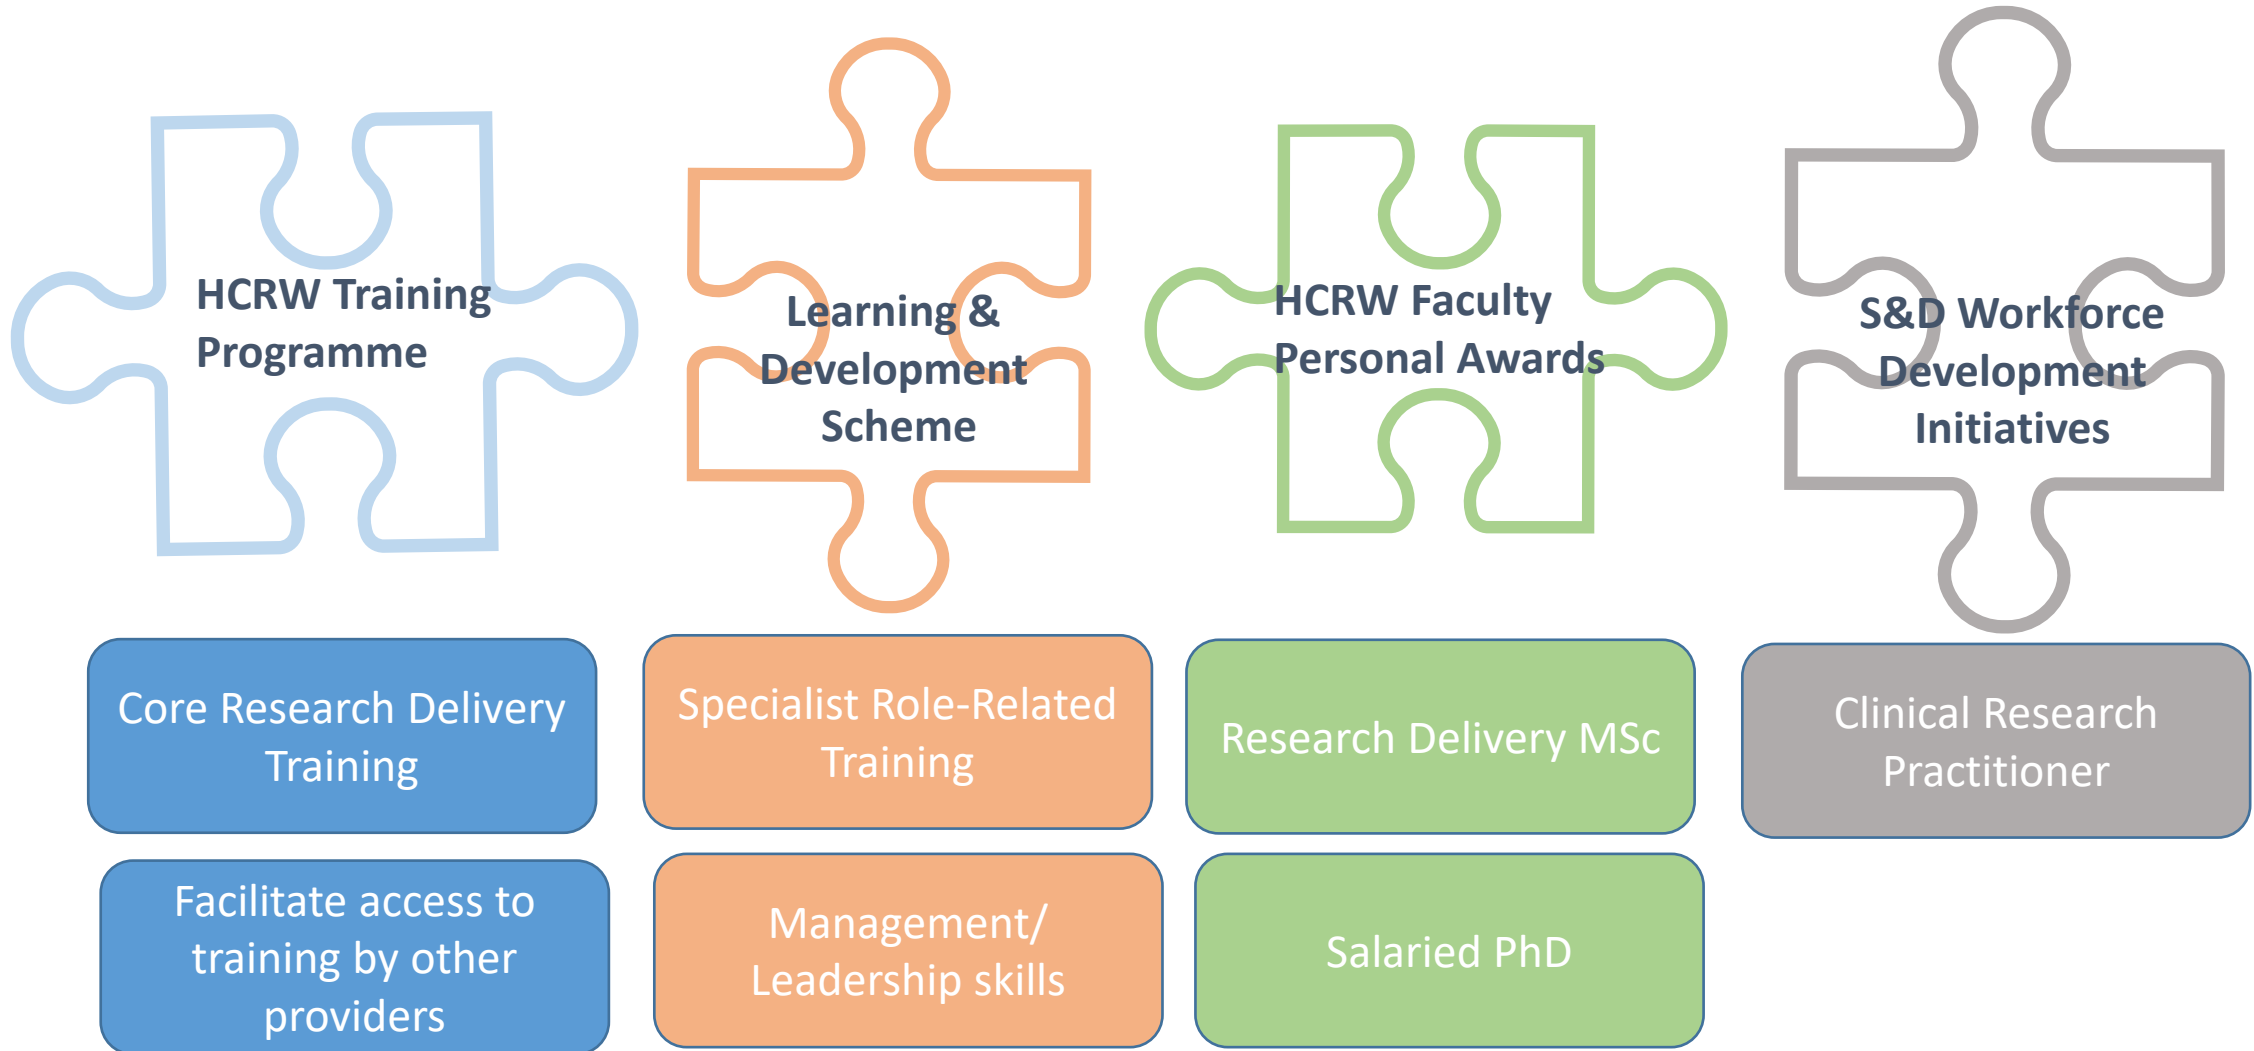 HCRW Training
Programme
Learning &
Development
Scheme
HCRW Faculty
Personal Awards
S&D Workforce
Development
Initiatives
Core Research Delivery
Training
Specialist Role-Related
Training
Research Delivery MSc
Clinical Research
Practitioner
Facilitate access to
training by other
providers
Management/
Leadership skills
Salaried PhD